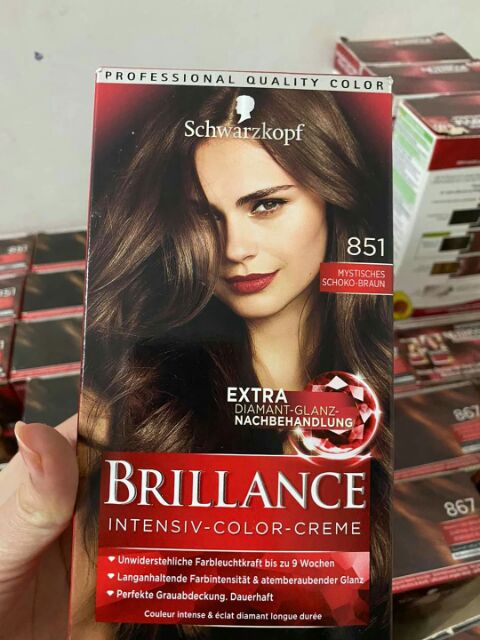 PROFESSIONAL QUALITY COLOR
Schwarzkopf
851
MYSTISCHES
SCHOKO-BRAUN
EXTRA
DIAMANT-GLANZ-
NACHBEHANDLUNG
BRILLANCE
INTENSIV-COLOR-CREME
Unwiderstehliche Farbleuchtkraft bis zu 9 Wochen
Langanhaltende Farbintensität & atemberaubender Glanz
Perfekte Grauabdeckung. Dauerhaft
Couleur intense & éclat diamant longue durée
867
867